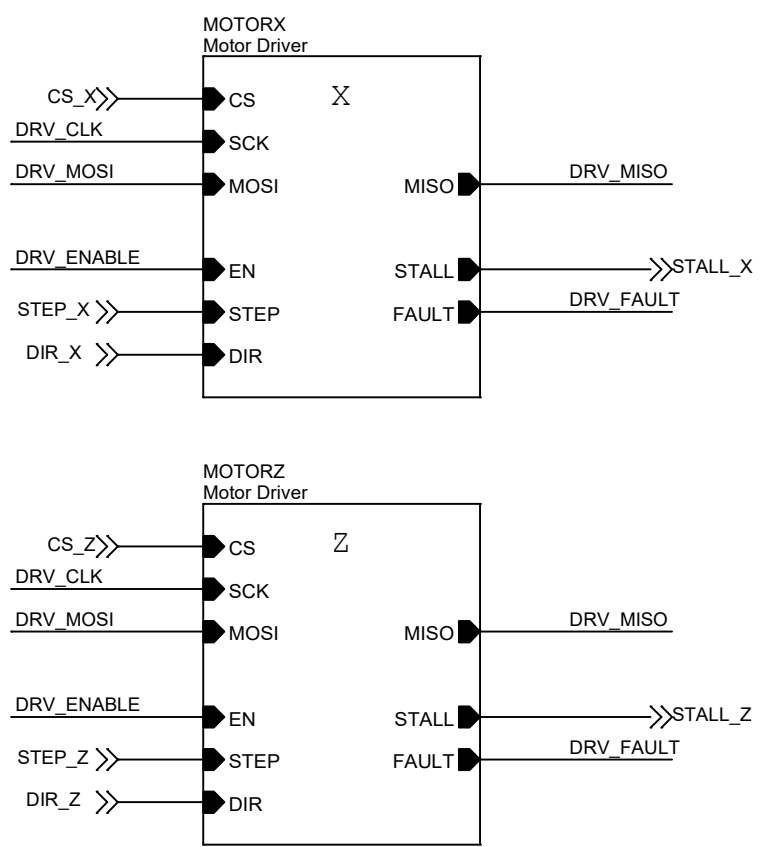 MOTORX
Motor Driver
X
CS_X
CS
DRV_CLK
SCK
DRV_MOSI
MOSI
MISO
DRV_MISO
DRV_ENABLE
EN
STALL
STALL_X
STEP_X
STEP
FAULT
DRV_FAULT
DIR_X
DIR
MOTORZ
Motor Driver
Z
CS_Z
CS
DRV_CLK
SCK
DRV_MOSI
MOSI
MISO
DRV_MISO
DRV_ENABLE
EN
STALL
STALL_Z
STEP_Z
STEP
FAULT
DRV_FAULT
DIR_Z
DIR